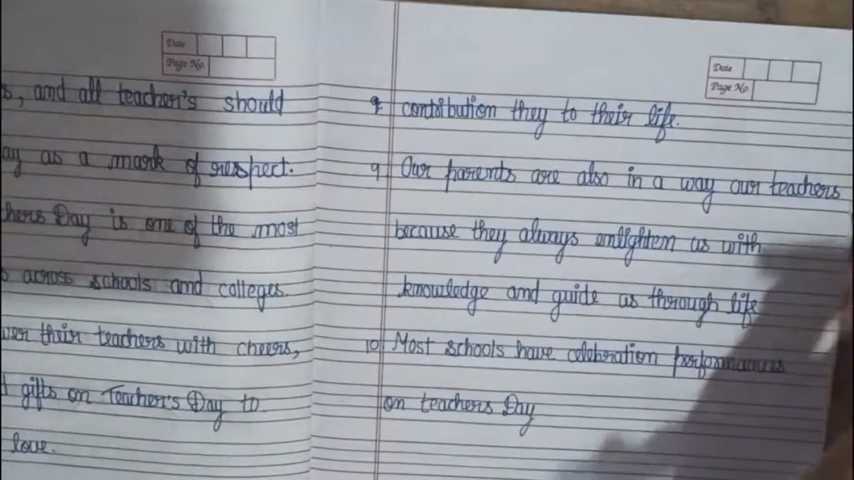 Date
Page No.
s, and all teacher's should
ay as a mark of respect.
chers Day is one of the most
s across schools and colleges.
wer their teachers with cheers,
gifts on Teacher's Day to
love.
Date
Page No.
contribution they to their life.
9 Our parents are also in a way our teachers
because they always enlighten us with
knowledge and guide us through life
10 Most schools have celebration performances
on teachers Day